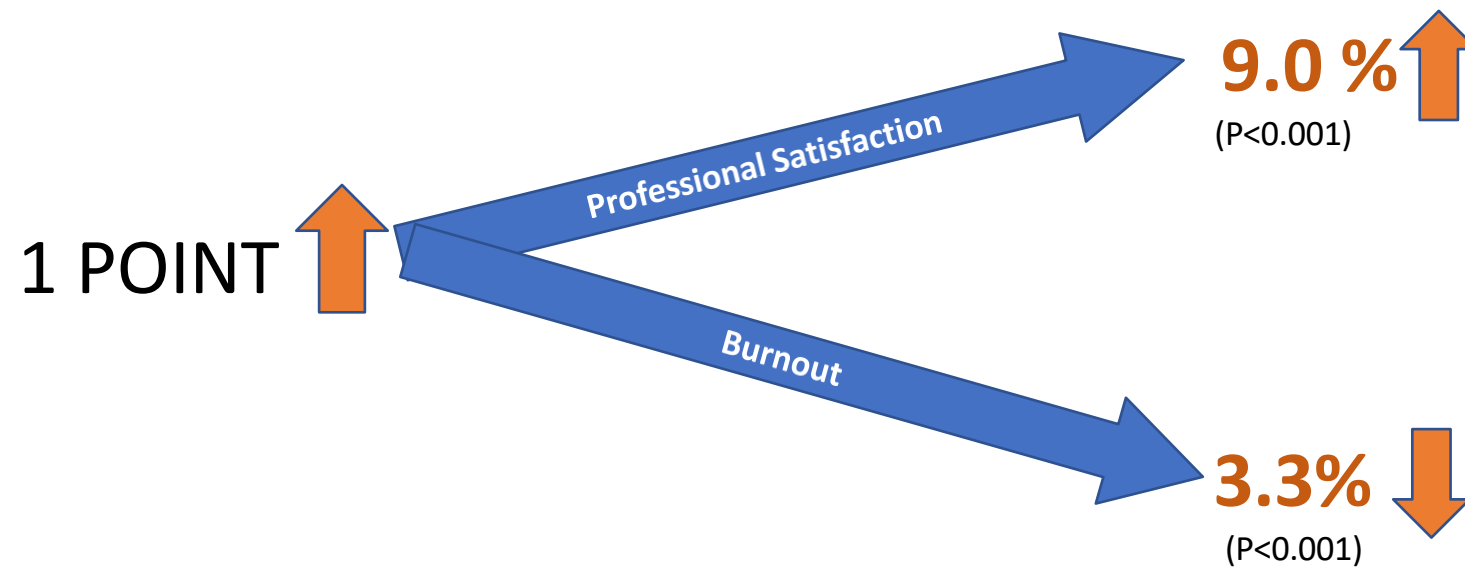 9.0 %
(P<0.001)
Professional Satisfaction
1 POINT
Burnout
3.3%
(P<0.001)